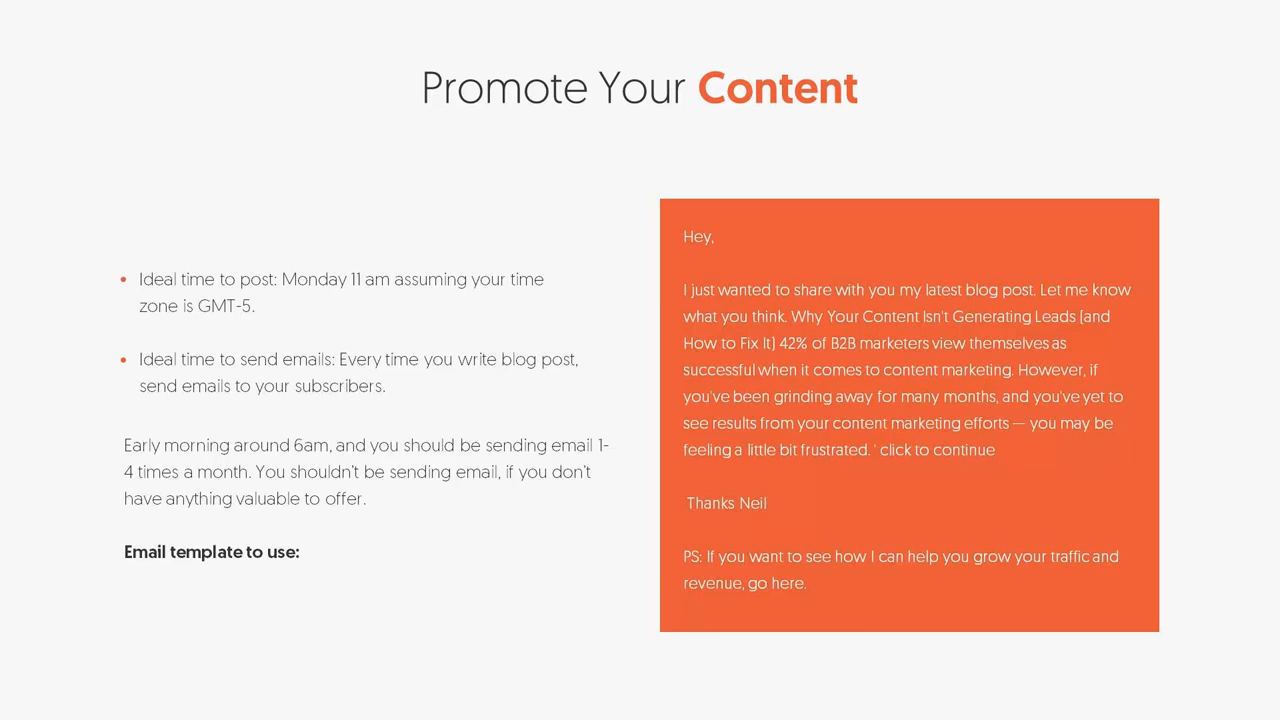 Promote Your Content
Ideal time to post: Monday 11 am assuming your time
zone is GMT-5.
Ideal time to send emails: Every time you write blog post,
send emails to your subscribers.
Early morning around 6am, and you should be sending email 1-
4 times a month. You shouldn't be sending email, if you don't
have anything valuable to offer.
Email template to use:
Hey,
I just wanted to share with you my latest blog post. Let me know
what you think. Why Your Content Isn't Generating Leads (and
How to Fix It) 42% of B2B marketers view themselves as
successful when it comes to content marketing. However, if
you've been grinding away for many months, and you've yet to
see results from your content marketing efforts — you may be
feeling a little bit frustrated. ' click to continue
Thanks Neil
PS: If you want to see how I can help you grow your traffic and
revenue, go here.